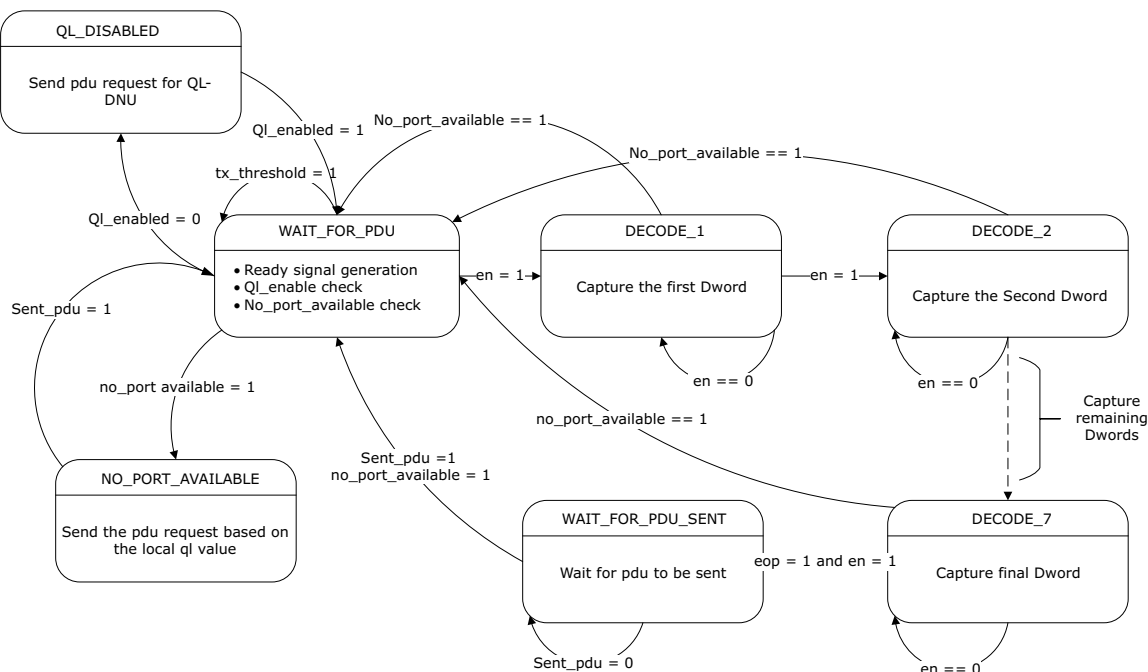 QL_DISABLED
Send pdu request for QL-
DNU
Ql_enabled = 1
No_port_available == 1
No_port_available == 1
tx_threshold = 1
Ql_enabled = 0
WAIT_FOR_PDU
• Ready signal generation
• Ql_enable check
• No_port_available check
en = 1
DECODE_1
Capture the first Dword
en = 1
DECODE_2
Capture the Second Dword
Sent_pdu = 1
en == 0
en == 0
no_port available = 1
Capture
remaining
Dwords
no_port_available == 1
Sent_pdu =1
no_port_available = 1
NO_PORT_AVAILABLE
Send the pdu request based on
the local ql value
WAIT_FOR_PDU_SENT
Wait for pdu to be sent
eop = 1 and en = 1
DECODE_7
Capture final Dword
Sent_pdu = 0
en == 0